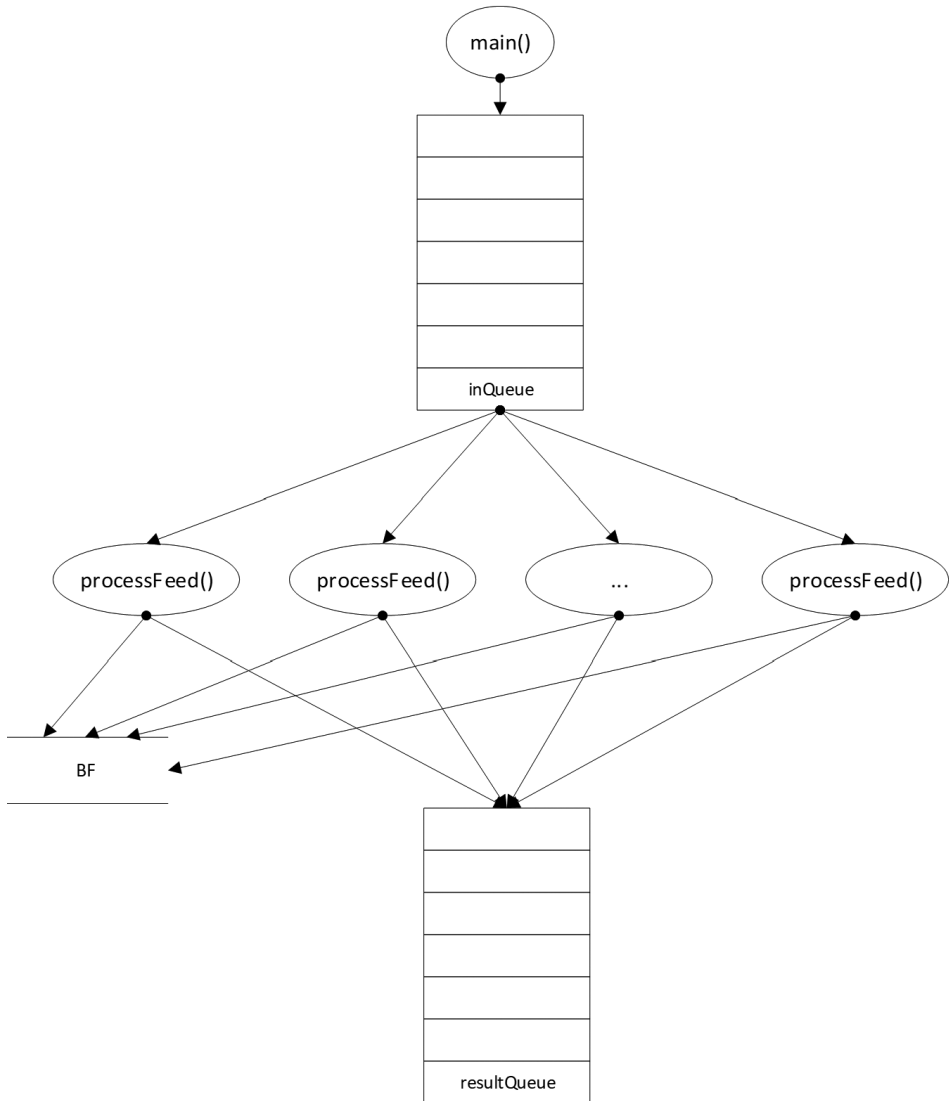 main()
inQueue
processFeed()
processFeed()
...
processFeed()
BF
resultQueue